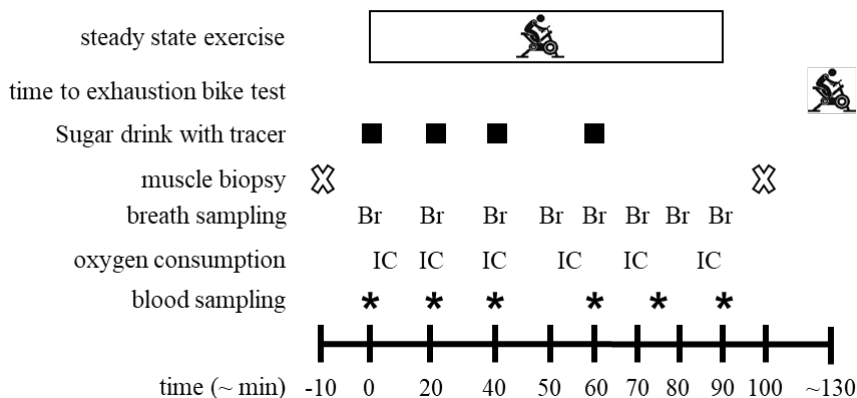 steady state exercise
time to exhaustion bike test
Sugar drink with tracer
muscle biopsy
breath sampling Br Br Br Br Br Br Br Br
oxygen consumption IC IC IC IC IC IC
blood sampling * * * * * *
time (~ min) -10 0 20 40 50 60 70 80 90 100 ~130